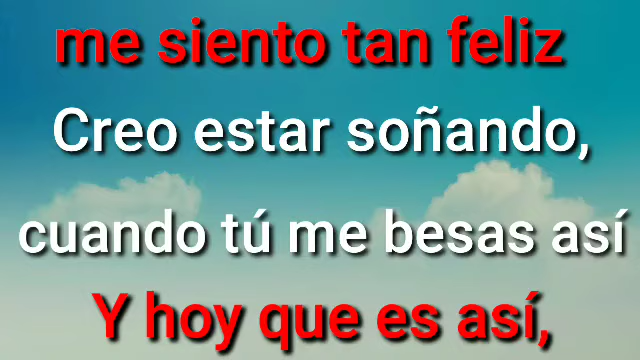 me siento tan feliz
Creo estar soñando,
cuando tú me besas así
Y hoy que es así,